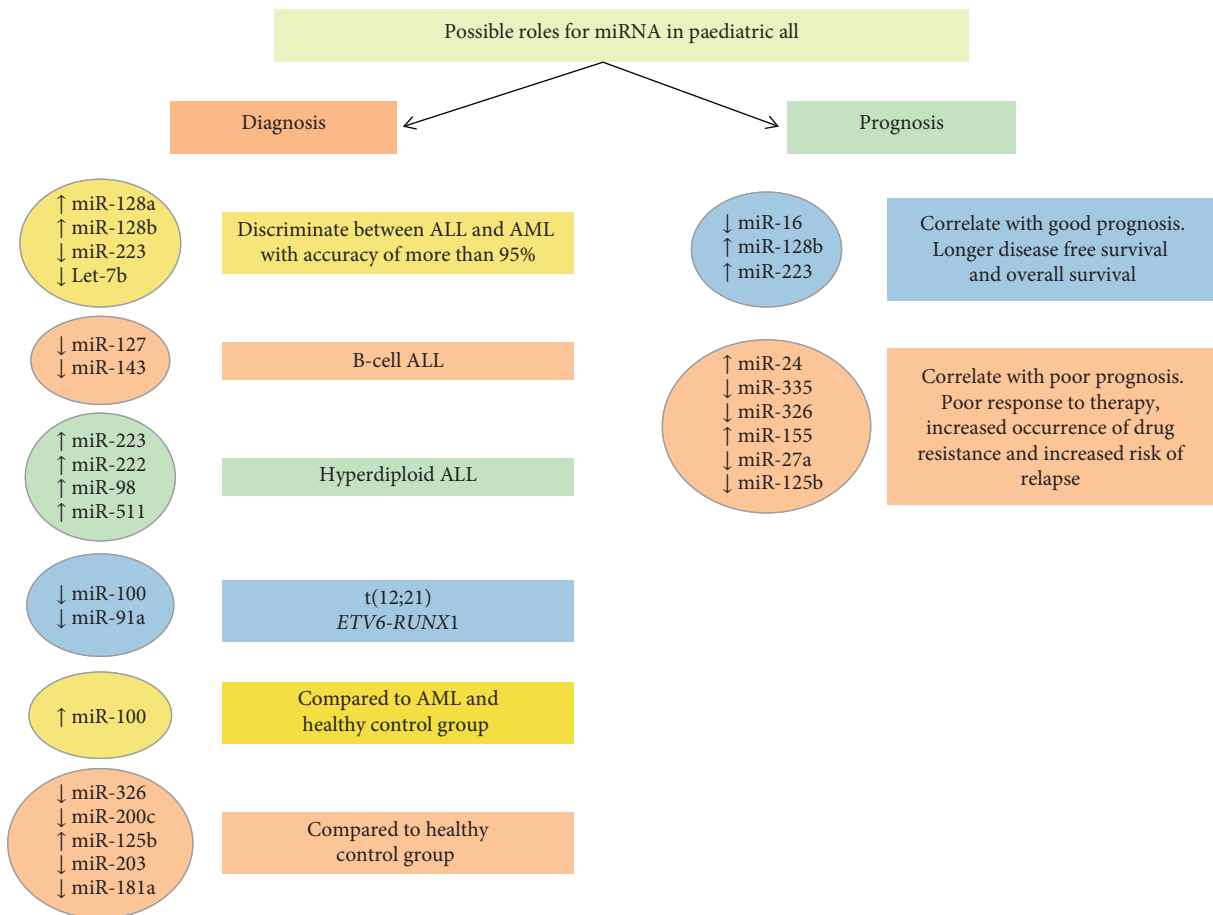 Possible roles for miRNA in paediatric all
Diagnosis
Prognosis
↑ miR-128a
↑ miR-128b
↓ miR-223
↓ Let-7b
Discriminate between ALL and AML
with accuracy of more than 95%
↓ miR-127
↓ miR-143
B-cell ALL
↑ miR-223
↑ miR-222
↑ miR-98
↑ miR-511
Hyperdiploid ALL
↓ miR-100
↓ miR-91a
t(12;21)
ETV6-RUNX1
↑ miR-100
Compared to AML and
healthy control group
↓ miR-326
↓ miR-200c
↑ miR-125b
↓ miR-203
↓ miR-181a
Compared to healthy
control group
↓ miR-16
↑ miR-128b
↑ miR-223
Correlate with good prognosis.
Longer disease free survival
and overall survival
↑ miR-24
↓ miR-335
↓ miR-326
↑ miR-155
↓ miR-27a
↓ miR-125b
Correlate with poor prognosis.
Poor response to therapy,
increased occurrence of drug
resistance and increased risk of
relapse